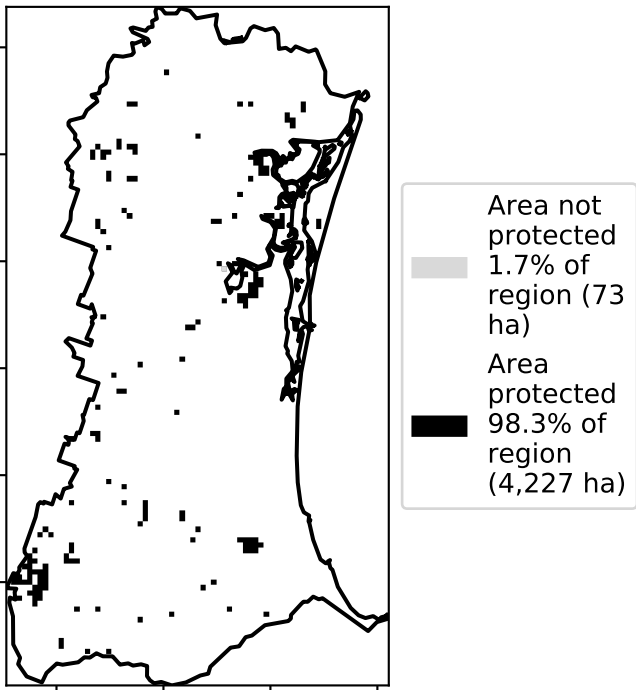 Area not
protected
1.7% of
region (73
ha)
Area
protected
98.3% of
region
(4,227 ha)